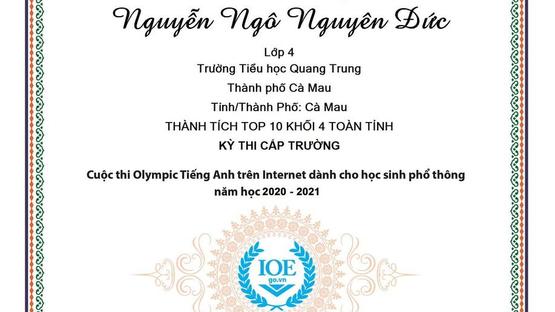 Nguyễn Ngô Nguyên Đức
Lớp 4
Trường Tiểu học Quang Trung
Thành phố Cà Mau
Tỉnh/Thành Phố: Cà Mau
THÀNH TÍCH TOP 10 KHỐI 4 TOÀN TỈNH
KỲ THI CẤP TRƯỜNG
Cuộc thi Olympic Tiếng Anh trên Internet dành cho học sinh phổ thông
năm học 2020 - 2021
IOE
go.vn